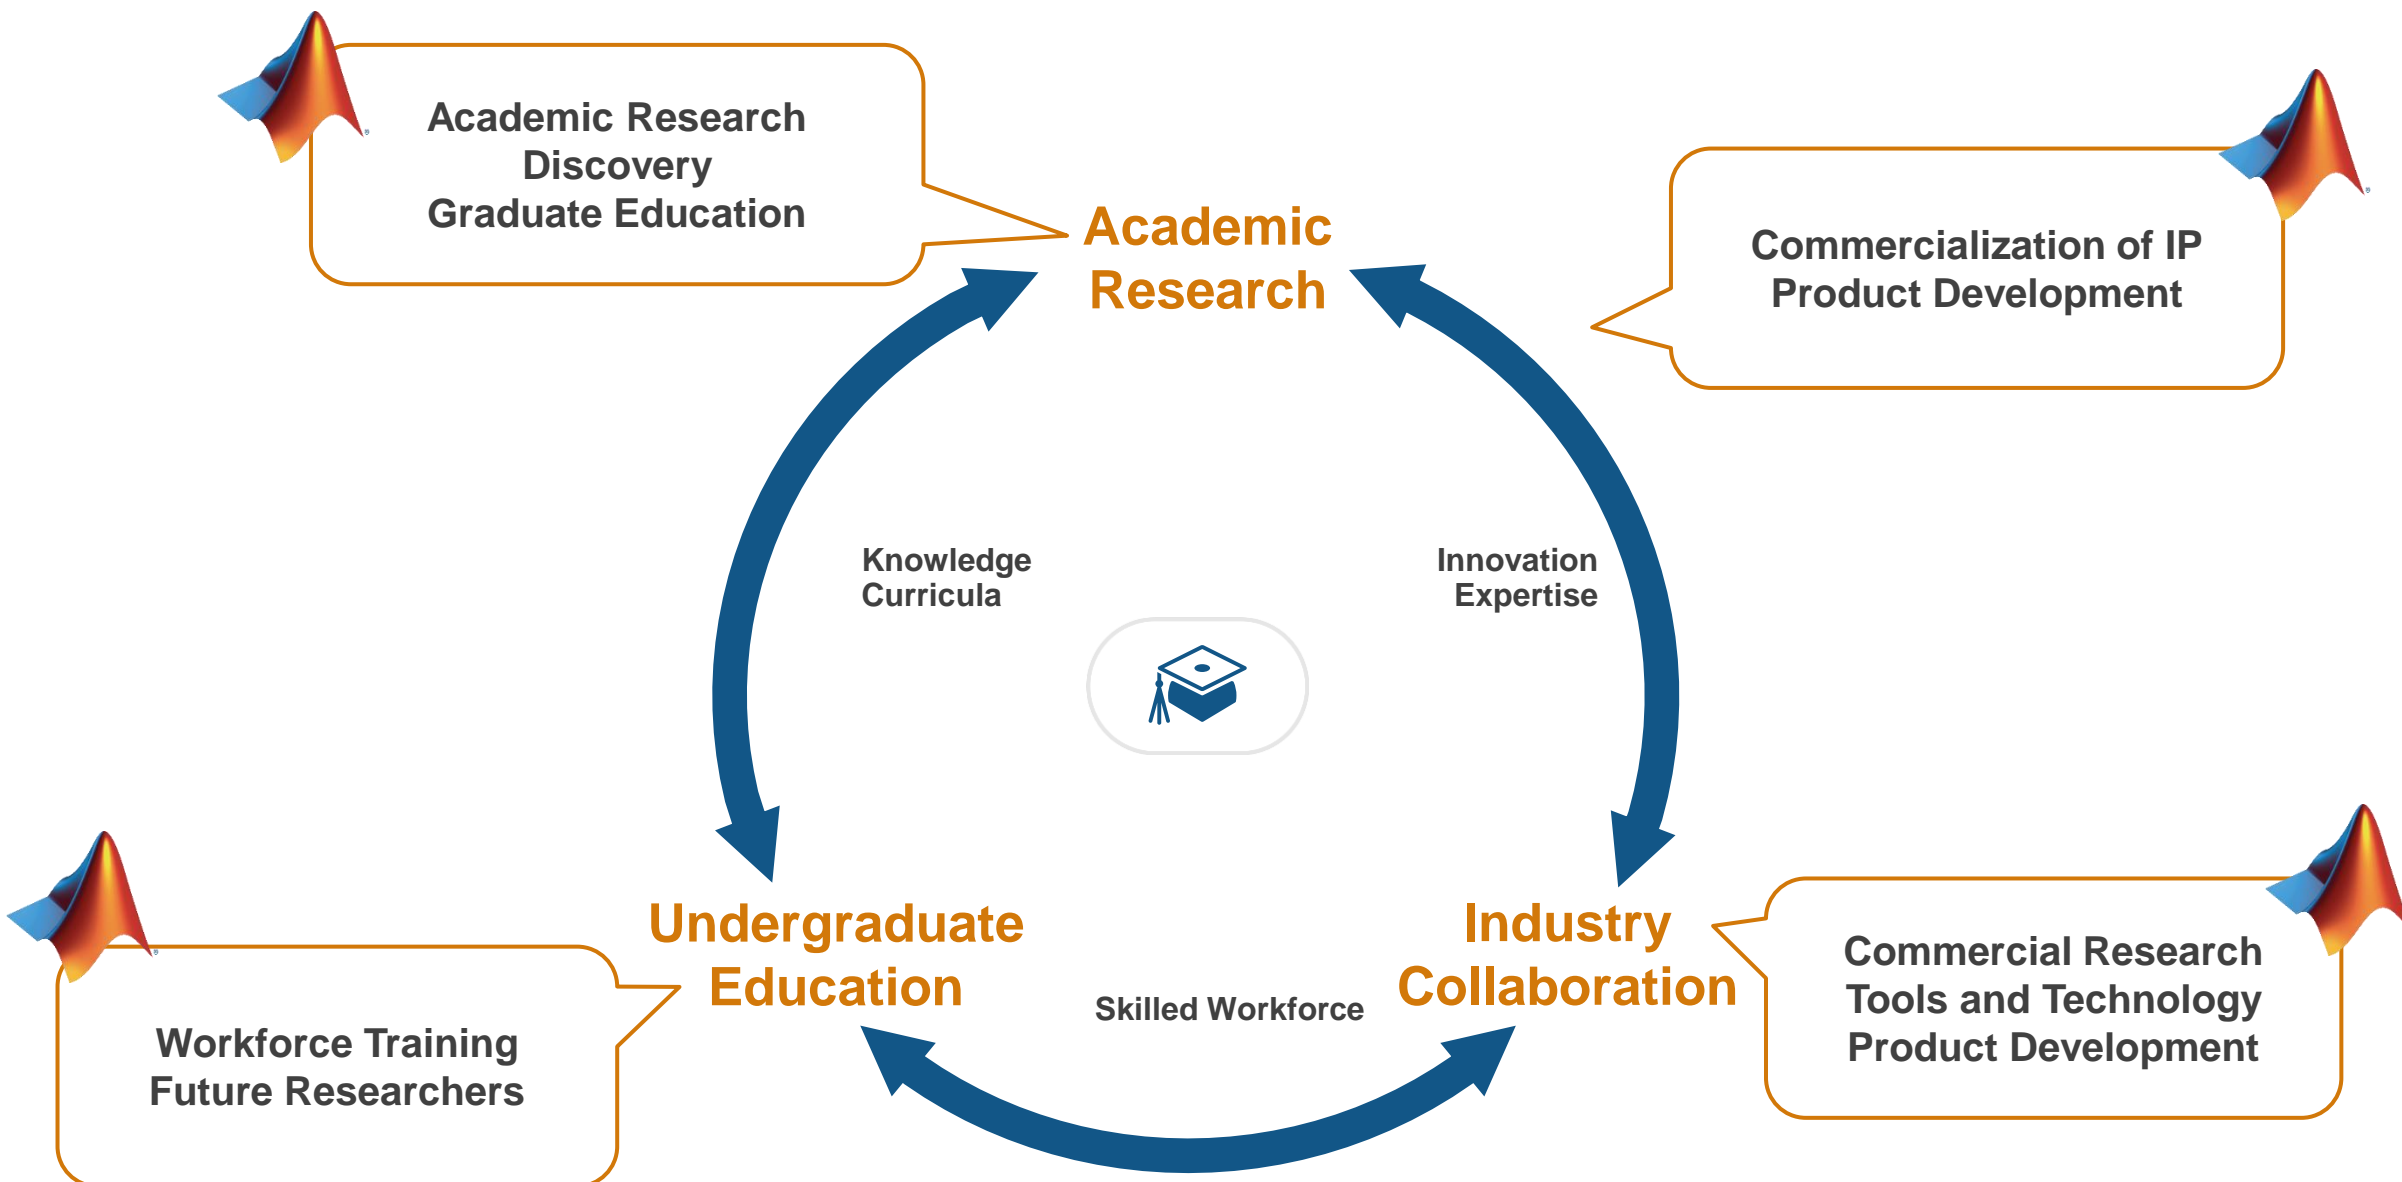 Academic Research
Discovery
Graduate Education
Commercialization of IP
Product Development
Academic
Research
Knowledge
Curricula
Innovation
Expertise
Undergraduate
Education
Industry
Collaboration
Skilled Workforce
Workforce Training
Future Researchers
Commercial Research
Tools and Technology
Product Development